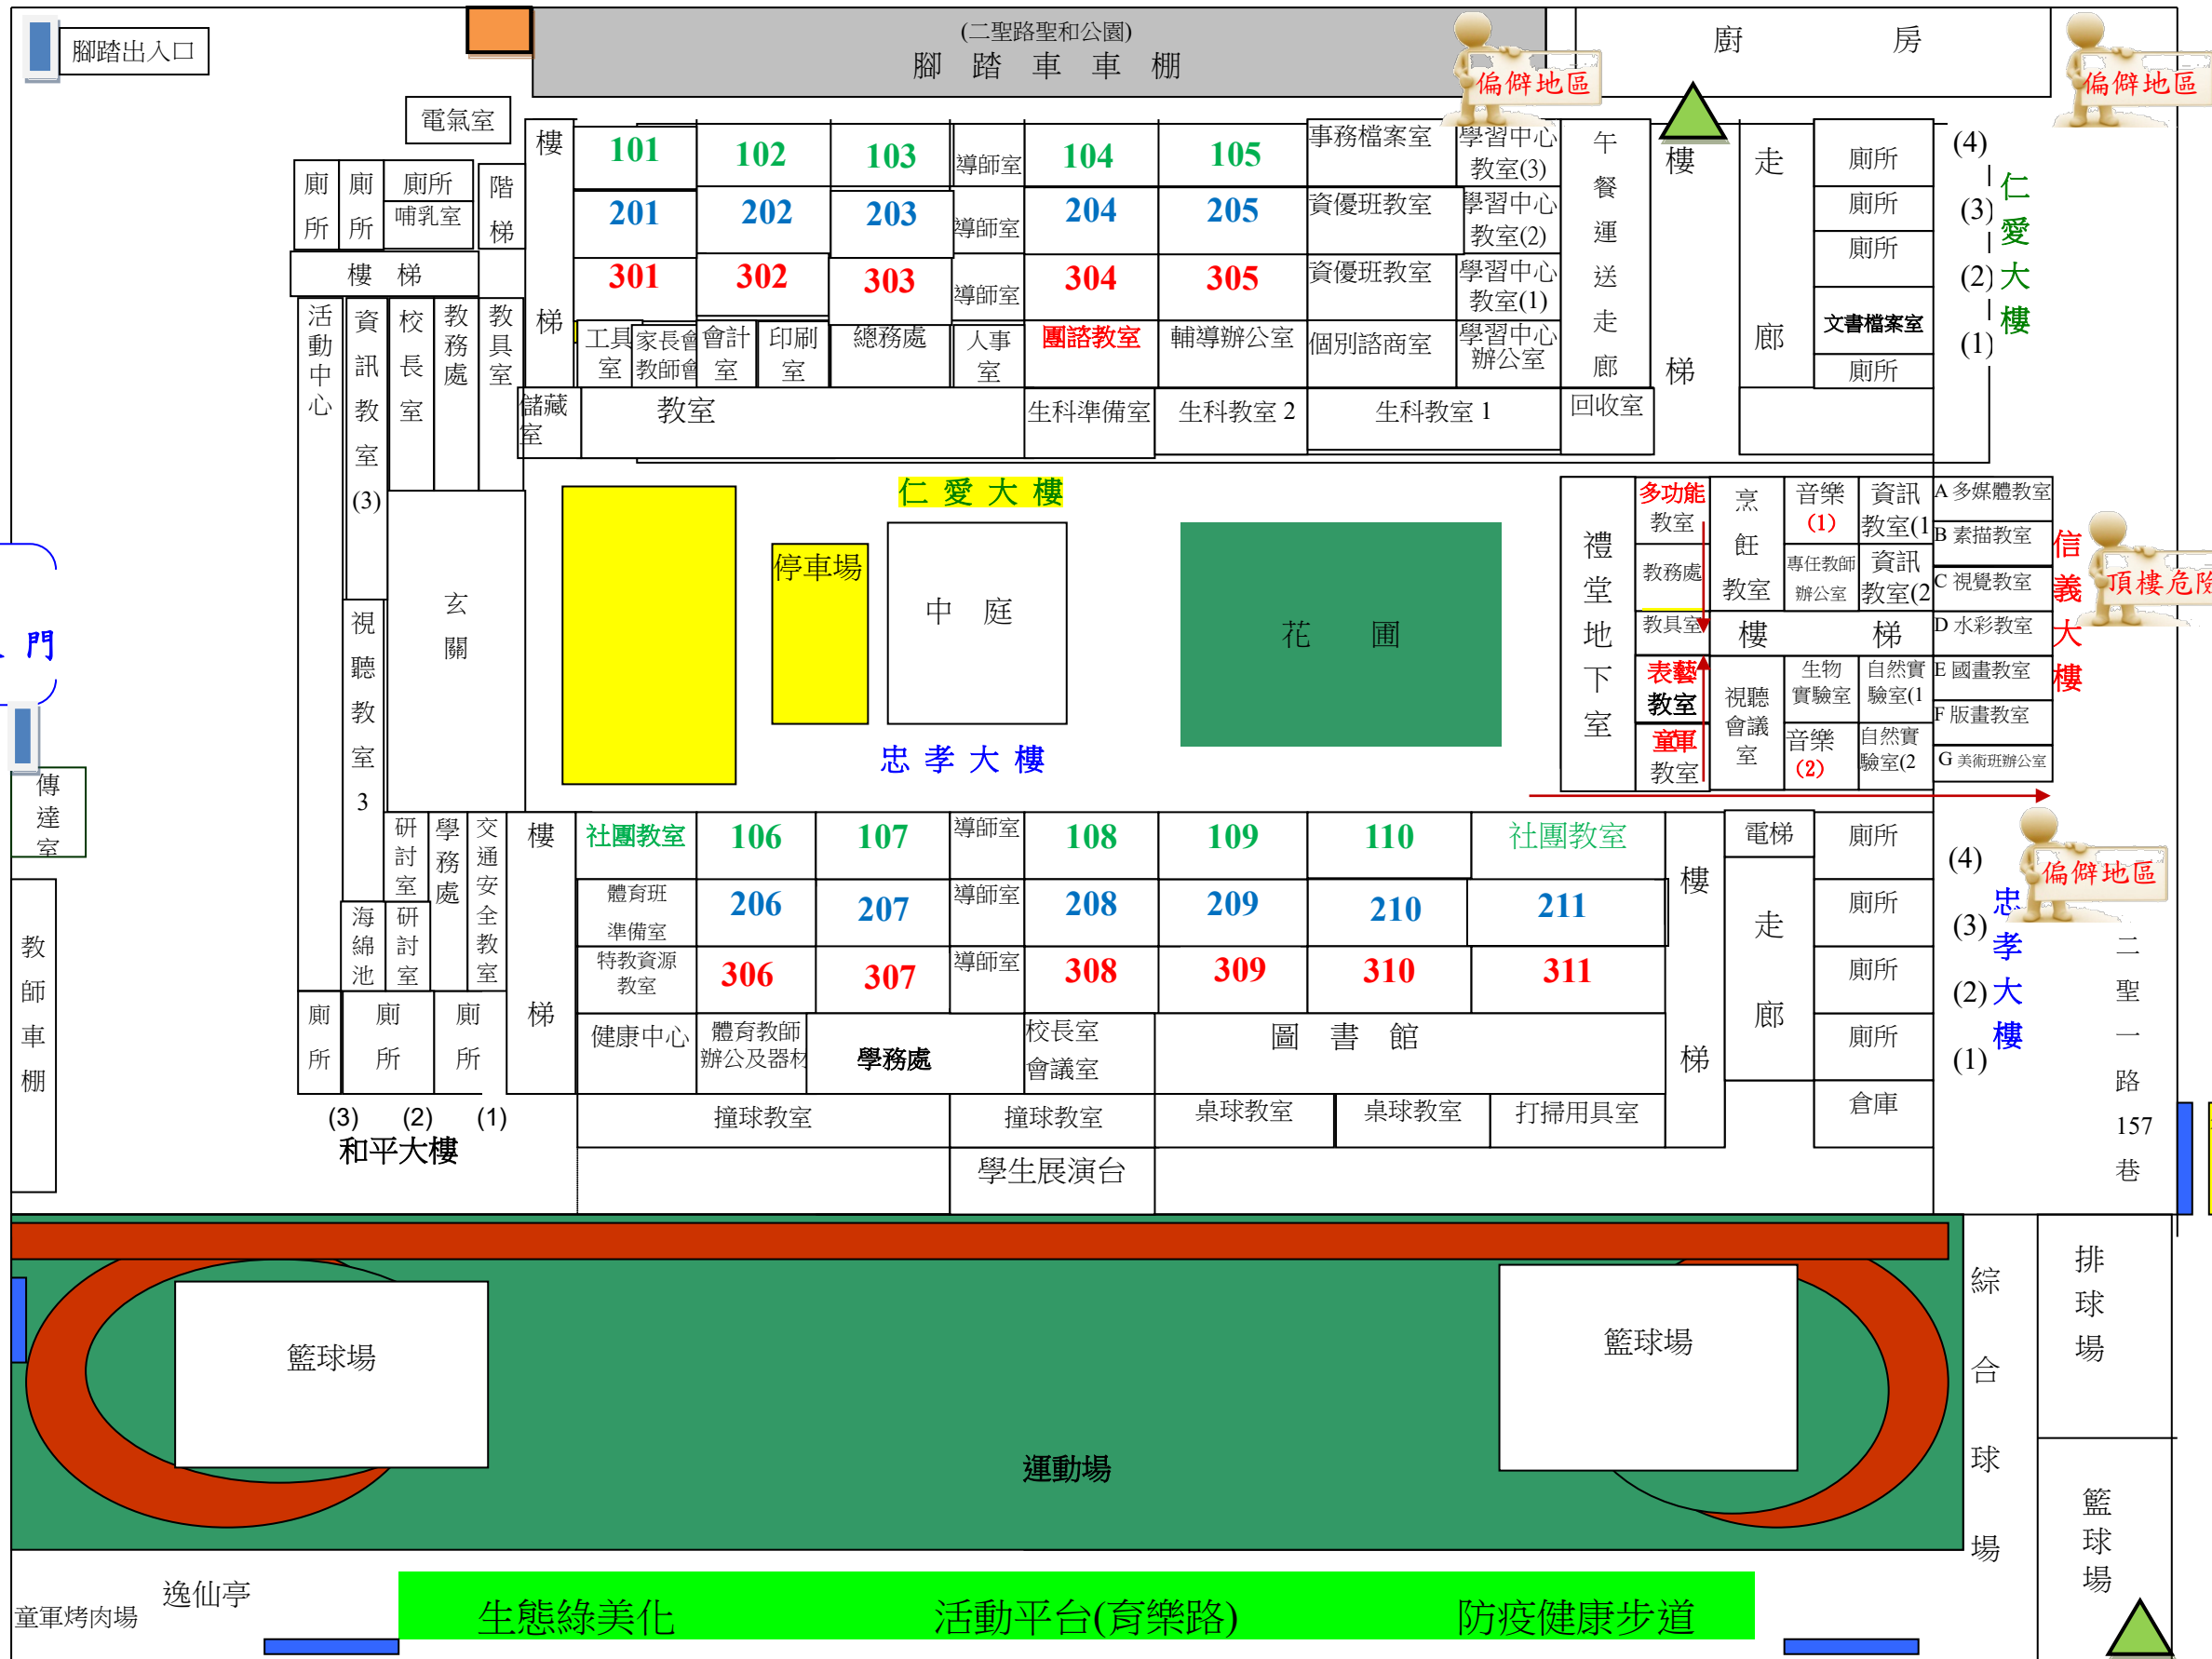 腳踏出入口
(二聖路聖和公園)
腳 踏 車 車 棚
偏僻地區
廚 房
偏僻地區
電氣室
廁所
廁所
廁所
哺乳室
階梯
樓 梯
樓梯
101
102
103
導師室
104
105
事務檔案室
學習中心
教室(3)
201
202
203
導師室
204
205
資優班教室
學習中心
教室(2)
301
302
303
導師室
304
305
資優班教室
學習中心
教室(1)
工具
室
家長會
教師會
會計
室
印刷
室
總務處
人事
室
團諮教室
輔導辦公室
個別諮商室
學習中心
辦公室
午餐運送走廊
樓梯
走廊
廁所
廁所
廁所
文書檔案室
廁所
(4)
(3)
(2)
(1)
仁愛大樓
儲藏
室
教室
生科準備室
生科教室 2
生科教室 1
回收室
活動中心
資訊教室(3)
校長室
教務處
教具室
玄關
視聽教室3
仁 愛 大 樓
停車場
中 庭
花 圃
忠 孝 大 樓
禮堂地下室
多功能
教室
教務處
教具室
表藝
教室
童軍
教室
烹飪教室
音樂
(1)
資訊
教室(1
專任教師
辦公室
資訊
教室(2
樓 梯
視聽
會議
室
生物
實驗室
自然實
驗室(1
音樂
(2)
自然實
驗室(2
A 多媒體教室
B 素描教室
C 視覺教室
D 水彩教室
E 國畫教室
F 版畫教室
G 美術班辦公室
信義大樓
頂樓危險
門
傳達室
教師車棚
研討室
學務處
交通安全教室
海綿池
研討室
廁所
廁所
廁所
(3)
(2)
(1)
和平大樓
樓梯
社團教室
106
107
導師室
108
109
110
社團教室
體育班
準備室
206
207
導師室
208
209
210
211
特教資源
教室
306
307
導師室
308
309
310
311
健康中心
體育教師
辦公及器材
學務處
校長室
會議室
圖 書 館
樓梯
電梯
走廊
廁所
廁所
廁所
廁所
倉庫
(4)
(3)
(2)
(1)
忠孝大樓
偏僻地區
二聖一路157巷
撞球教室
撞球教室
桌球教室
桌球教室
打掃用具室
學生展演台
籃球場
籃球場
運動場
綜合球場
排球場
籃球場
童軍烤肉場
逸仙亭
生態綠美化
活動平台(育樂路)
防疫健康步道